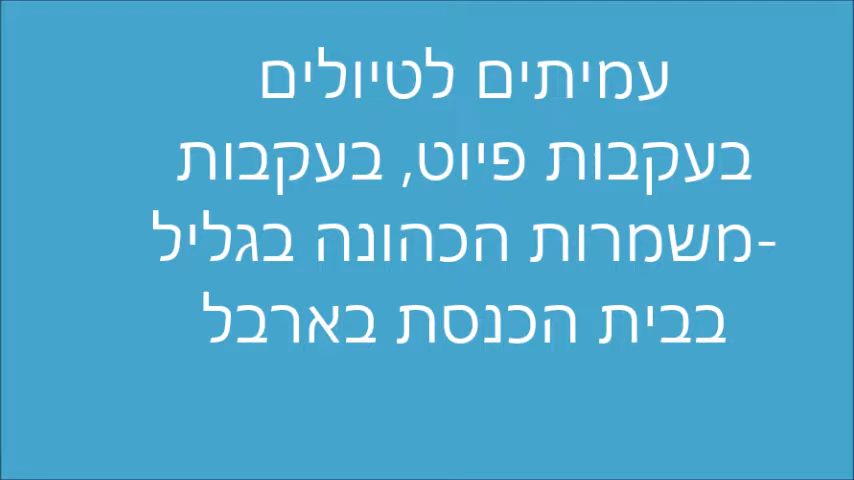 עמיתים לטיולים
בעקבות פיוט, בעקבות
-משמרות הכהונה בגליל
בבית הכנסת בארבל